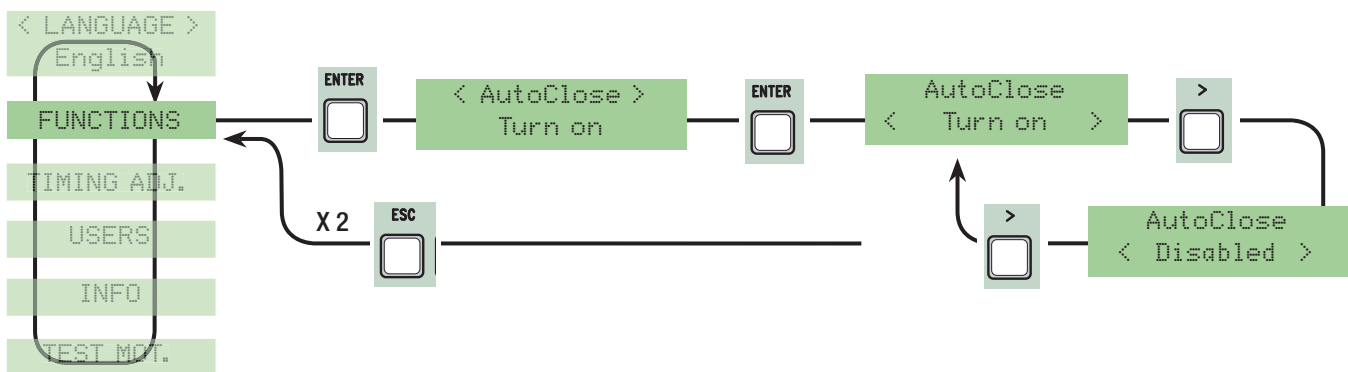 < LANGUAGE >
English
FUNCTIONS
TIMING ADJ.
USERS
INFO
TEST MOT.
ENTER
< AutoClose >
Turn on
ENTER
AutoClose
< Turn on >
>
AutoClose
< Disabled >
>
ESC
X 2